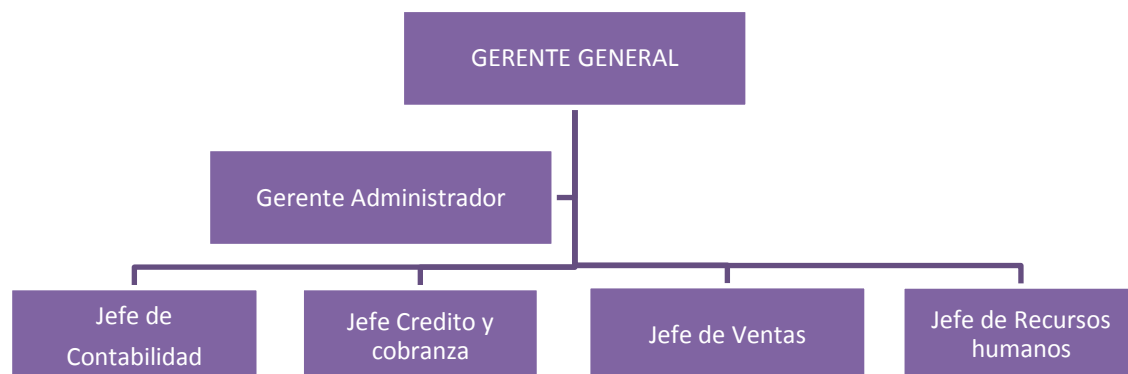 GERENTE GENERAL
Gerente Administrador
Jefe de
Contabilidad
Jefe Credito y
cobranza
Jefe de Ventas
Jefe de Recursos
humanos